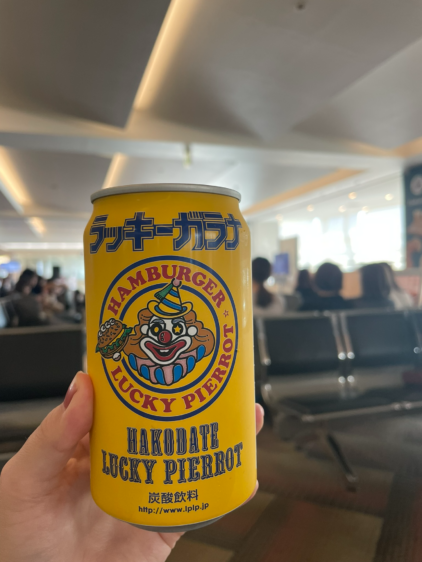 ラッキーガラナ
HAMBURGER
LUCKY PIERROT
HAKODATE
LUCKY PIERROT
炭酸飲料
http://www.lplp.jp